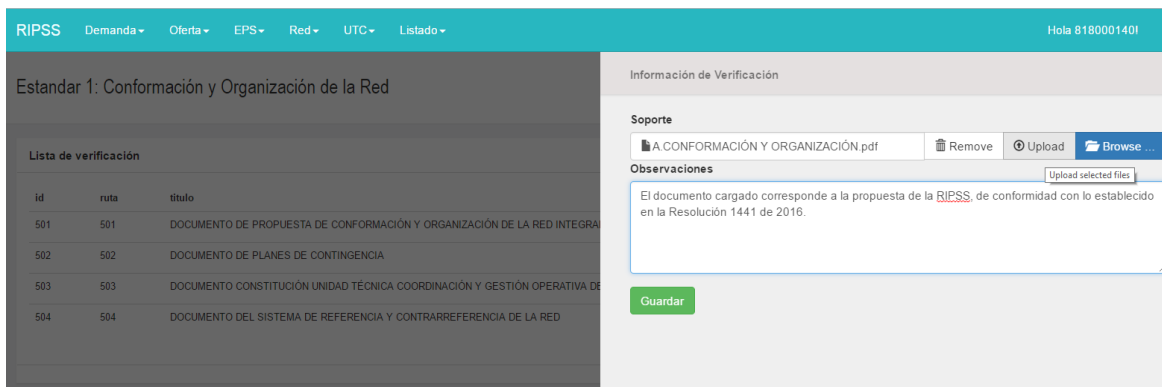 RIPSS Demanda Oferta EPS Red UTC Listado Hola 818000140!
Estandar 1: Conformación y Organización de la Red
Lista de verificación
id ruta titulo
501 501 DOCUMENTO DE PROPUESTA DE CONFORMACIÓN Y ORGANIZACIÓN DE LA RED INTEGRA
502 502 DOCUMENTO DE PLANES DE CONTINGENCIA
503 503 DOCUMENTO CONSTITUCIÓN UNIDAD TÉCNICA COORDINACIÓN Y GESTIÓN OPERATIVA DE
504 504 DOCUMENTO DEL SISTEMA DE REFERENCIA Y CONTRARREFERENCIA DE LA RED
Información de Verificación
Soporte
A.CONFORMACIÓN Y ORGANIZACIÓN.pdf Remove Upload Browse ...
Observaciones
Upload selected files
El documento cargado corresponde a la propuesta de la RIPSS, de conformidad con lo establecido
en la Resolución 1441 de 2016.
Guardar